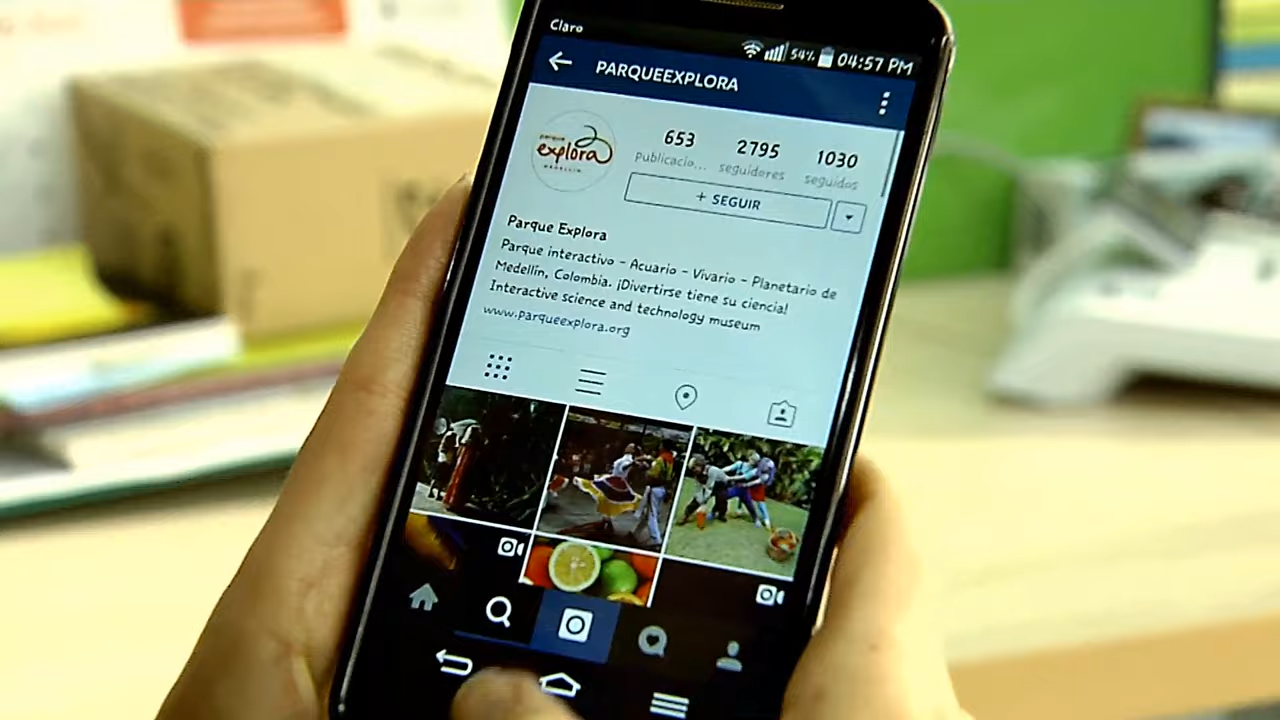 Claro
54% 04:57 PM
PARQUEEXPLORA
parque
explora
MEDELLÍN
653 2795 1030
Publicacio... seguidores seguidos
+ SEGUIR
Parque Explora
Parque interactivo - Acuario - Vivario - Planetario de
Medellín, Colombia. ¡Divertirse tiene su ciencia!
Interactive science and technology museum
www.parqueexplora.org